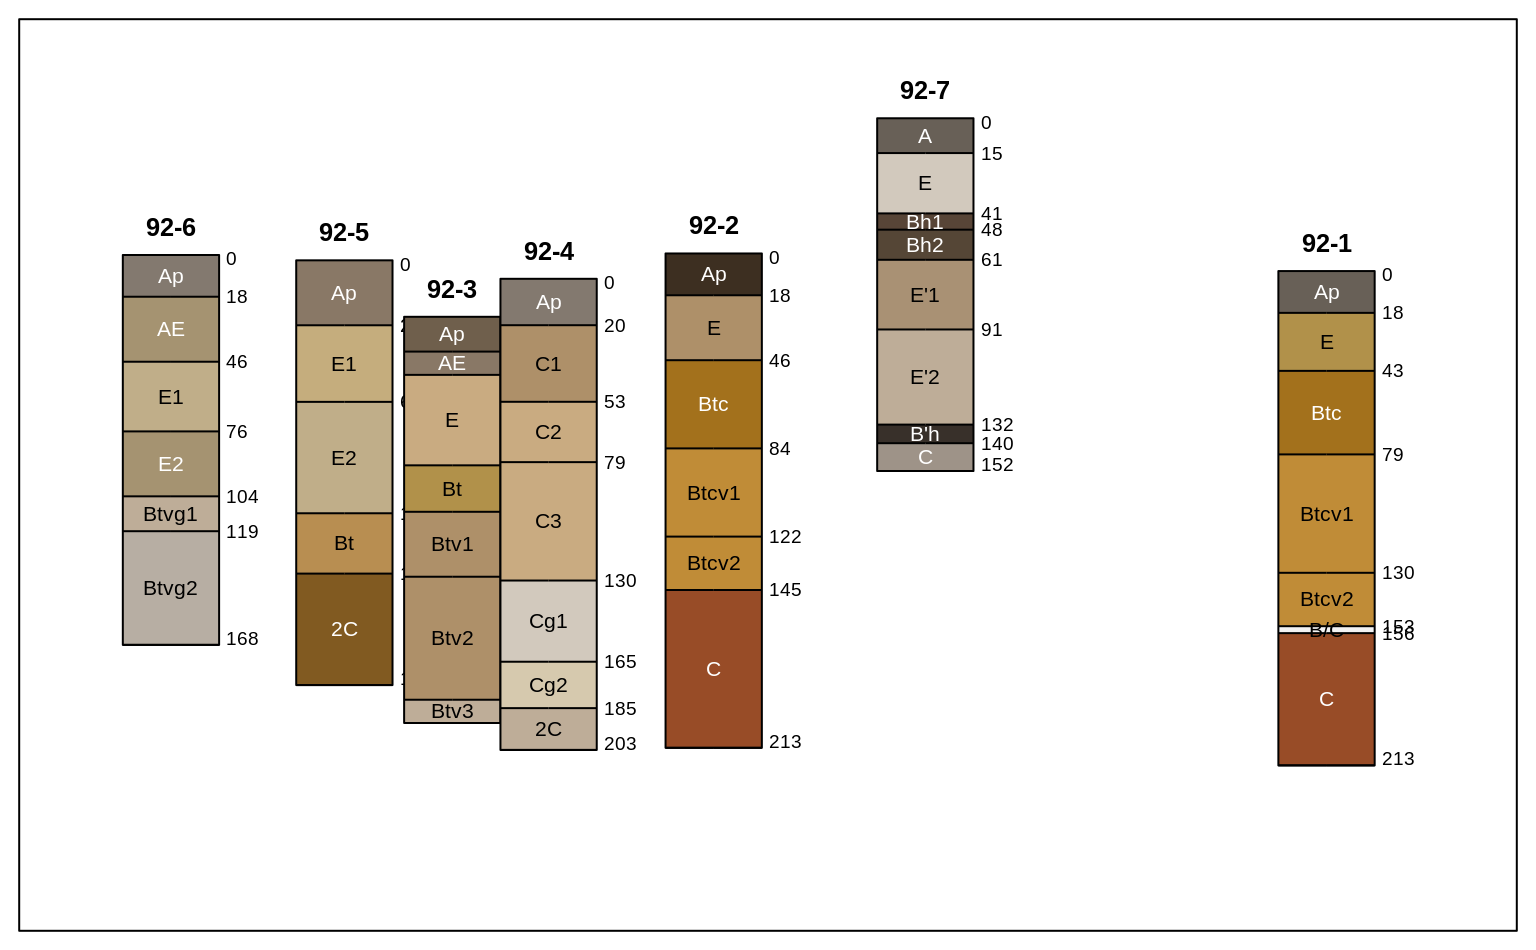 92-6
0
Ap
18
AE
46
E1
76
E2
104
Btvg1
119
Btvg2
168
92-5
0
Ap
E1
E2
Bt
2C
92-3
Ap
AE
E
Bt
Btv1
Btv2
Btv3
92-4
0
Ap
20
C1
53
C2
79
C3
130
Cg1
165
Cg2
185
2C
203
92-2
0
Ap
18
E
46
Btc
84
Btcv1
122
Btcv2
145
C
213
92-7
0
A
15
E
41
Bh1
48
Bh2
61
E'1
91
E'2
132
B'h
140
C
152
92-1
0
Ap
18
E
43
Btc
79
Btcv1
130
Btcv2
153
B/C
156
C
213